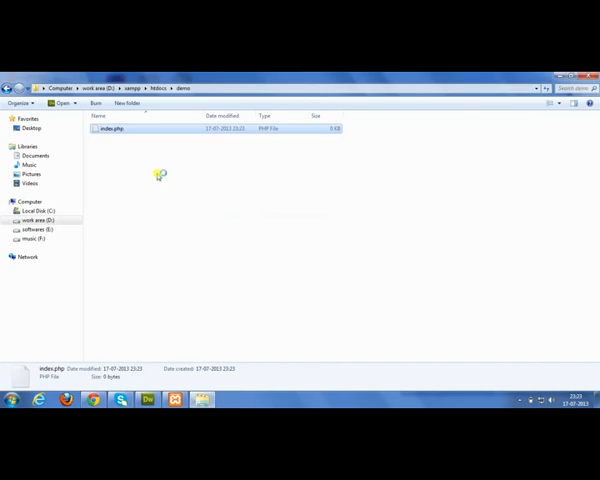 Computer ▸ work area (D:) ▸ xampp ▸ htdocs ▸ demo
Search demo
Organize
Open
Burn
New folder
Name
Date modified
Type
Size
Favorites
Desktop
Libraries
Documents
Music
Pictures
Videos
Computer
Local Disk (C:)
work area (D:)
softwares (E:)
music (F:)
Network
index.php
17-07-2013 23:23
PHP File
0 KB
index.php Date modified: 17-07-2013 23:23 Date created: 17-07-2013 23:23
PHP File Size: 0 bytes
Dw
23:23
17-07-2013